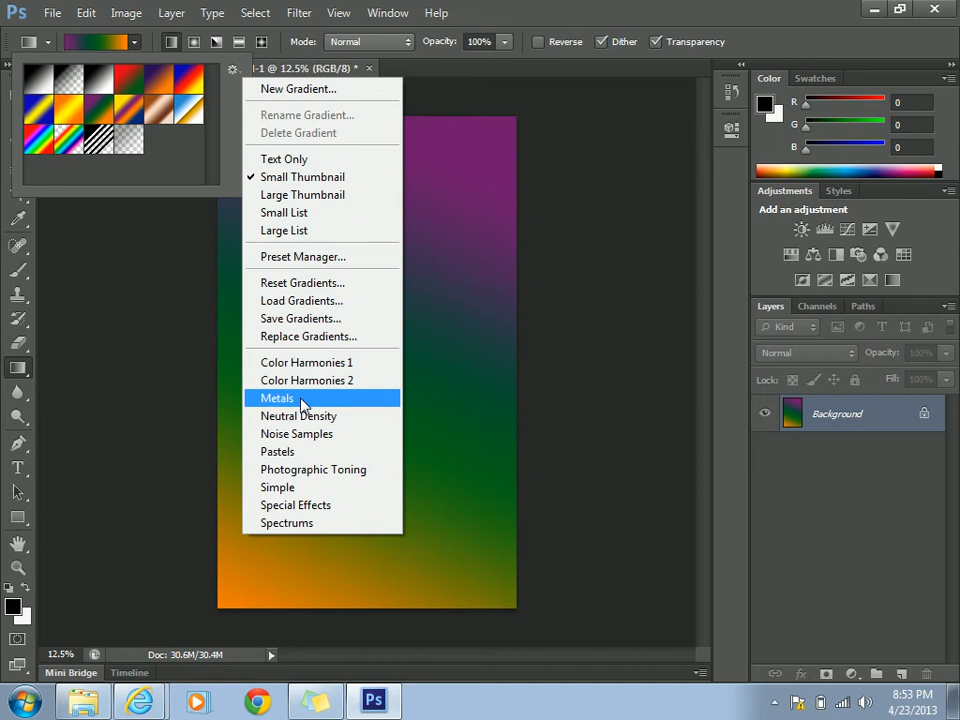 Ps File Edit Image Layer Type Select Filter View Window Help
Mode: Normal Opacity: 100% Reverse Dither Transparency
-1 @ 12.5% (RGB/8) * ×
New Gradient...
Rename Gradient...
Delete Gradient
Text Only
Small Thumbnail
Large Thumbnail
Small List
Large List
Preset Manager...
Reset Gradients...
Load Gradients...
Save Gradients...
Replace Gradients...
Color Harmonies 1
Color Harmonies 2
Metals
Neutral Density
Noise Samples
Pastels
Photographic Toning
Simple
Special Effects
Spectrums
Color Swatches
R 0
G 0
B 0
Adjustments Styles
Add an adjustment
Layers Channels Paths
Kind
Normal Opacity: 100%
Lock: Fill: 100%
Background
12.5% Doc: 30.6M/30.4M
Mini Bridge Timeline
Ps
8:53 PM
4/23/2013